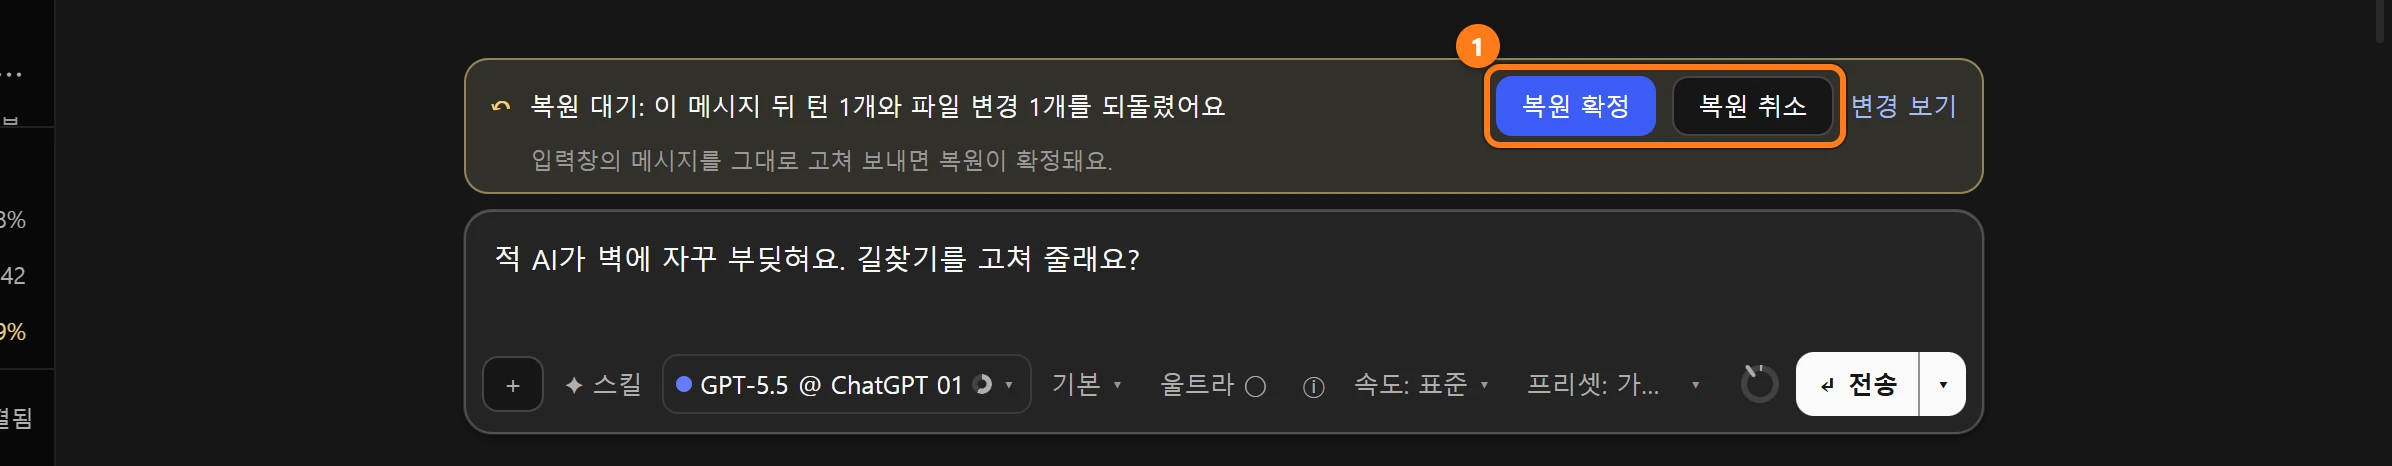 1
복원 대기: 이 메시지 뒤 턴 1개와 파일 변경 1개를 되돌렸어요 복원 확정 복원 취소 변경 보기
입력창의 메시지를 그대로 고쳐 보내면 복원이 확정돼요.
3%
적 AI가 벽에 자꾸 부딪혀요. 길찾기를 고쳐 줄래요?
42
9%
+ 스킬 GPT-5.5 @ ChatGPT 01 기본 울트라 속도: 표준 프리셋: 가... 전송
결됨